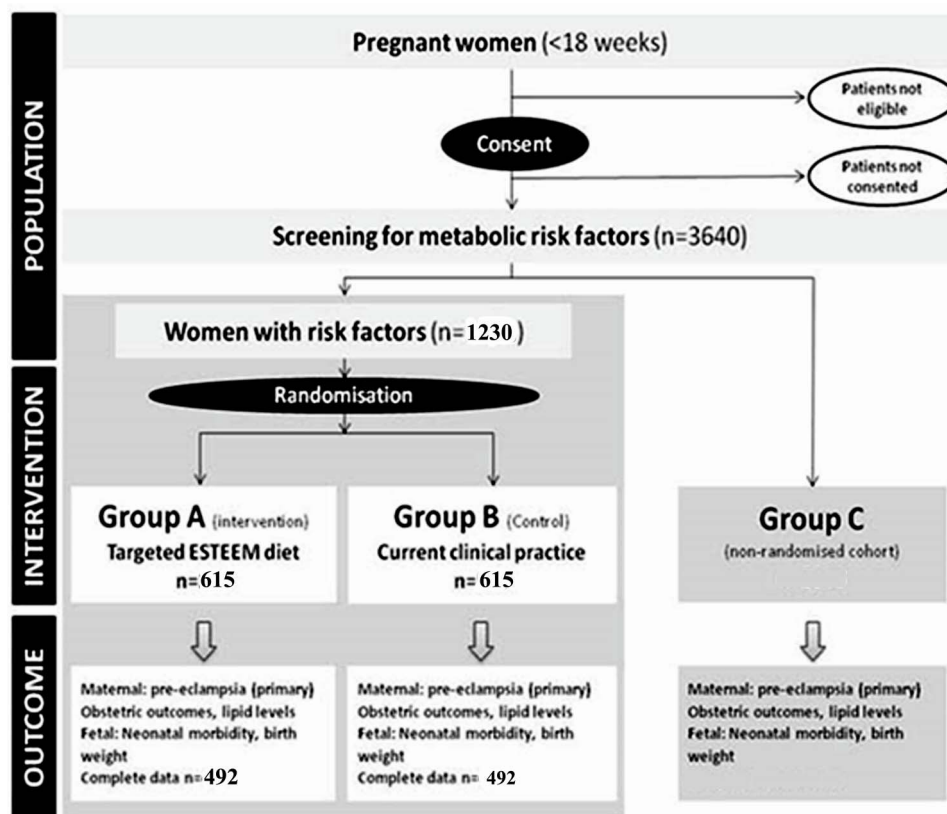 POPULATION
Pregnant women (<18 weeks)
Patients not
eligible
Consent
Patients not
consented
Screening for metabolic risk factors (n=3640)
Women with risk factors (n=1230 )
INTERVENTION
Randomisation
Group A (intervention)
Targeted ESTEEM diet
n=615
Group B (Control)
Current clinical practice
n=615
Group C
(non-randomised cohort)
OUTCOME
Maternal: pre-eclampsia (primary)
Obstetric outcomes, lipid levels
Fetal: Neonatal morbidity, birth
weight
Complete data n=492
Maternal: pre-eclampsia (primary)
Obstetric outcomes, lipid levels
Fetal: Neonatal morbidity, birth
weight
Complete data n= 492
Maternal: pre-eclampsia (primary)
Obstetric outcomes, lipid levels
Fetal: Neonatal morbidity, birth
weight